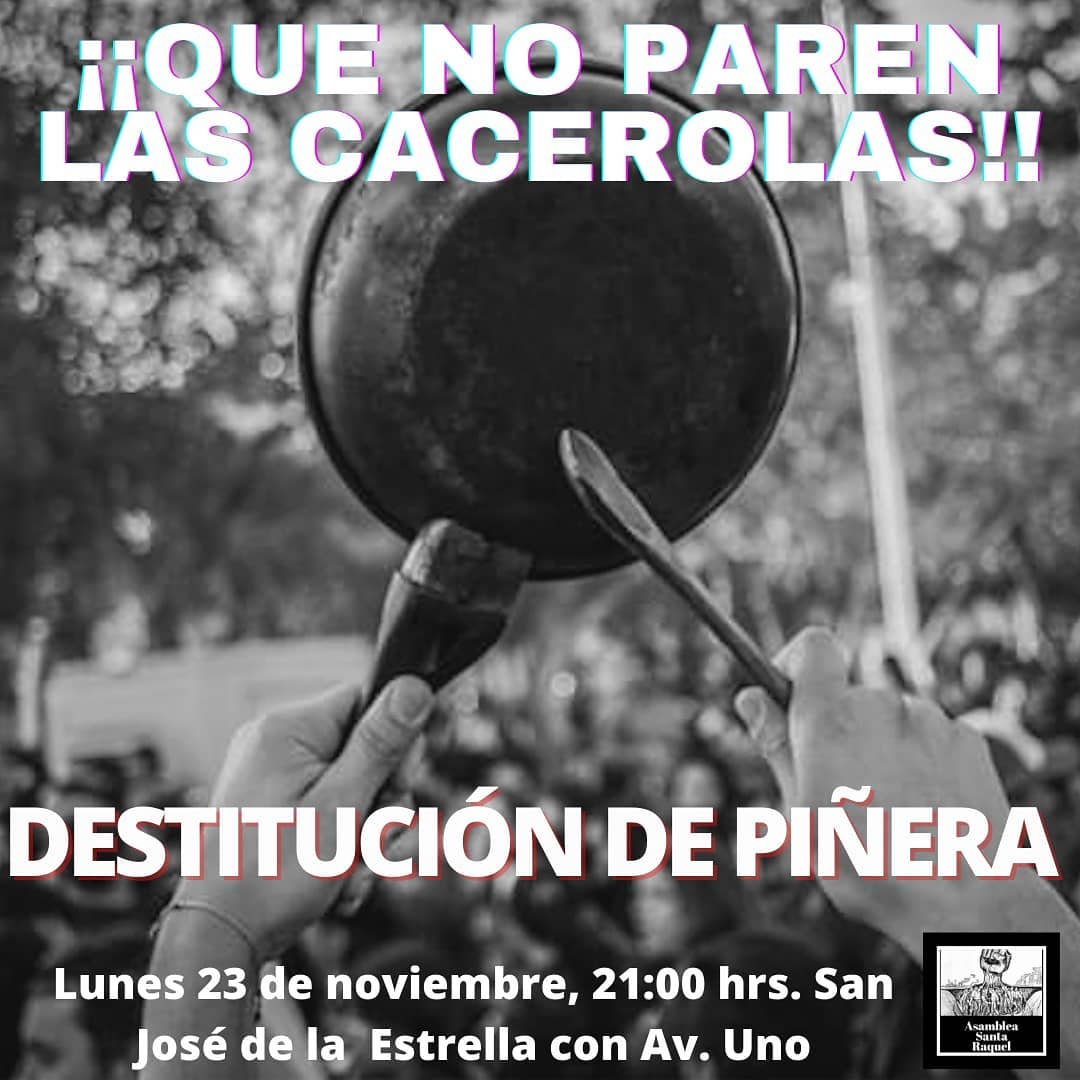 ¡¡QUE NO PAREN
LAS CACEROLAS!!
DESTITUCIÓN DE PIÑERA
Lunes 23 de noviembre, 21:00 hrs. San
José de la Estrella con Av. Uno
Asamblea
Santa
Raquel